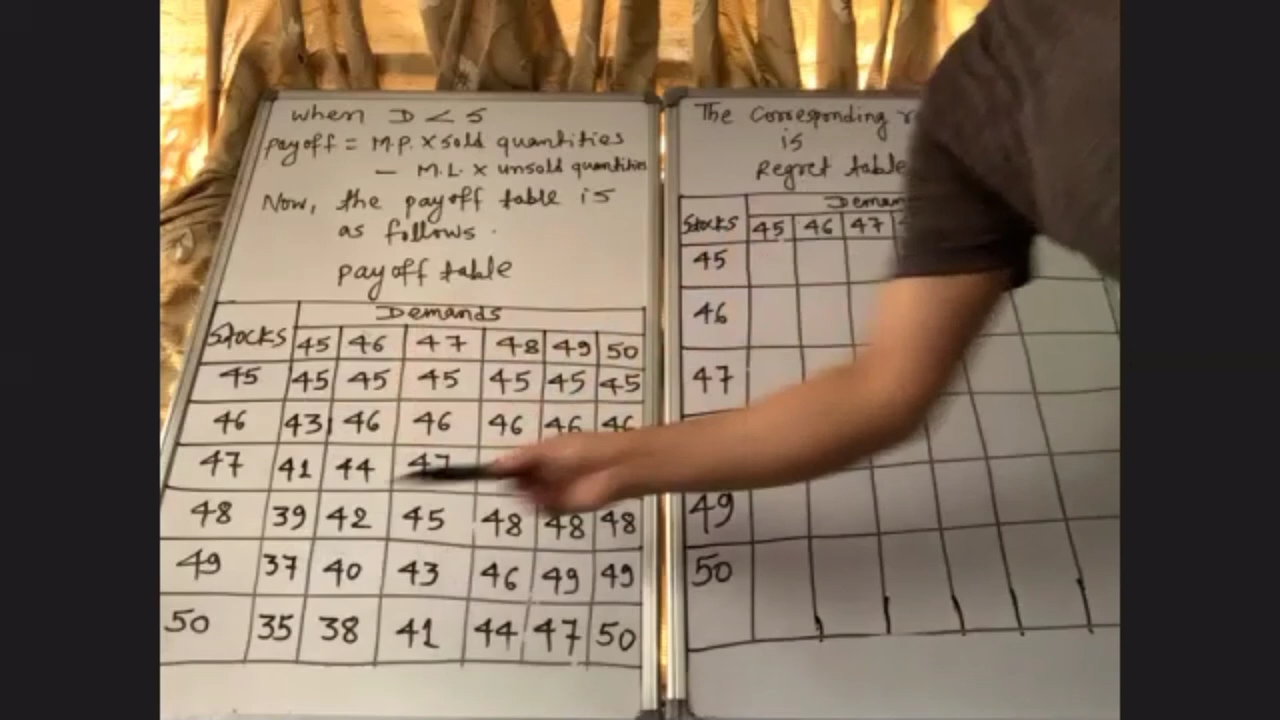 when D < S
payoff = M.P. × sold quantities
— M.L. × unsold quantities
Now, the payoff table is
as follows.
payoff table
Demands
Stocks 45 46 47 48 49 50
45 45 45 45 45 45 45
46 43 46 46 46 46 46
47 41 44 47
48 39 42 45 48 48 48
49 37 40 43 46 49 49
50 35 38 41 44 47 50
The Corresponding
is
Regret table
Stocks 45 46 47
45
46
47
49
50